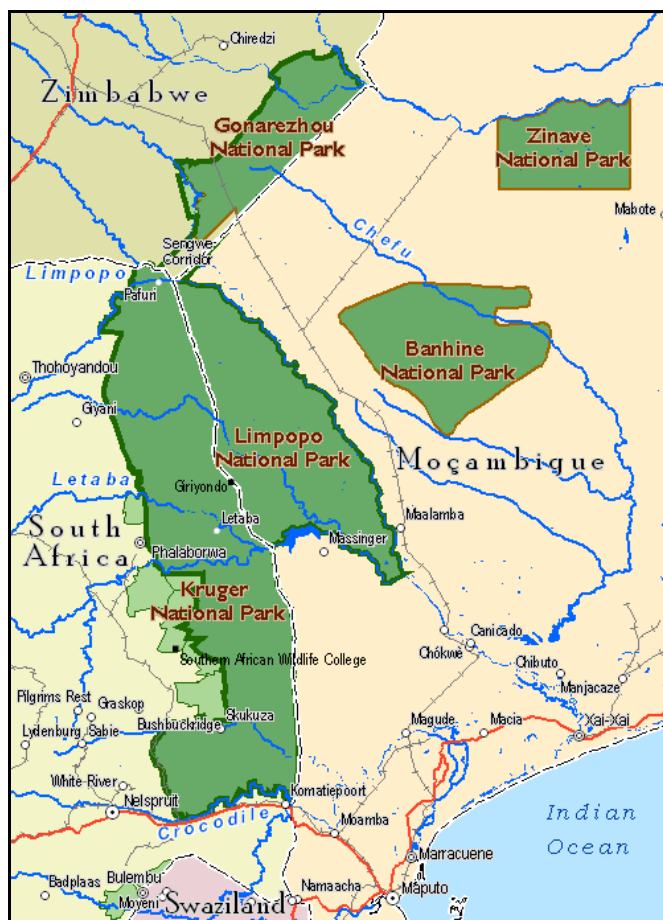 Chiredzi
Zimbabwe
Gonarezhou
National Park
Zinave
National Park
Mabote
Chefu
Sengwe-
Corridor
Limpopo
Pafuri
Thohoyandou
Banhine
National Park
Giyani
Limpopo
National Park
Moçambique
Letaba
Giriyondo
South
Africa
Letaba
Maalamba
Massinger
Phalaborwa
Kruger
National Park
Canicado
Chókwè
Southern African Wildlife College
Chibuto
Manjacaze
Pilgrims Rest
Graskop
Skukuza
Bushbuckridge
Magude
Macia
Xai-Xai
Lydenburg
Sabie
White-River
Nelspruit
Komatiepoort
Crocodile
Moamba
Indian
Ocean
Marracuene
Bulembu
Badplaas
Moyeni
Swaziland
Namaacha
Maputo